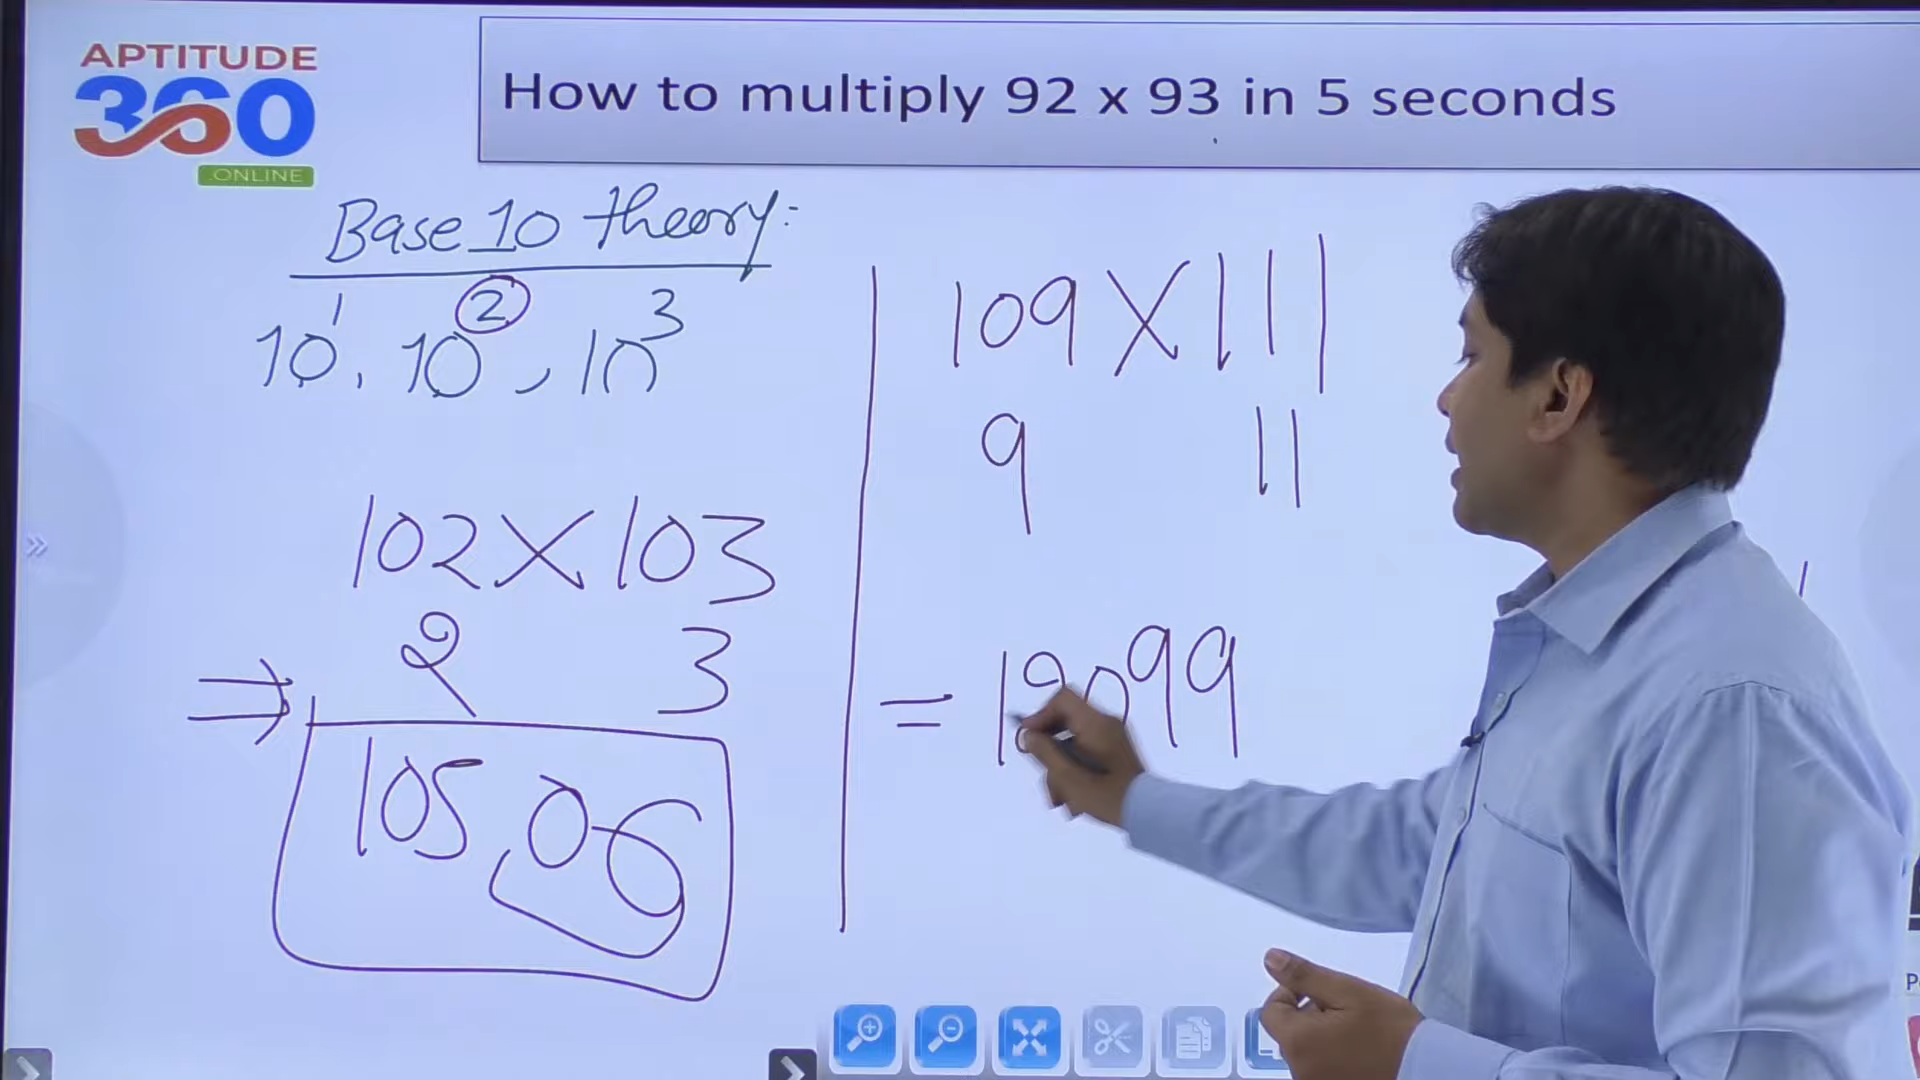 APTITUDE
360
.ONLINE
How to multiply 92 x 93 in 5 seconds
Base 10 theory:
10¹, 10², 10³
102 X 103
2 3
⇒ 105,06
109 X 111
9 11
= 12099